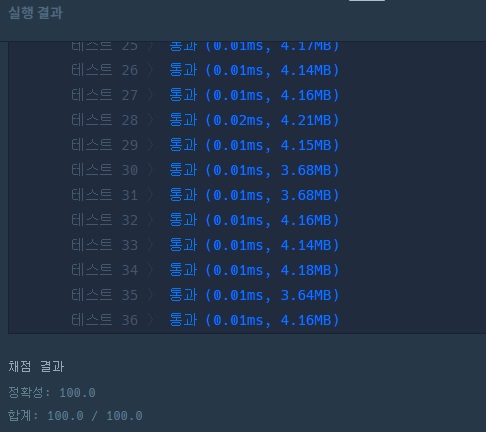 실행 결과
테스트 25 〉 통과 (0.01ms, 4.17MB)
테스트 26 〉 통과 (0.01ms, 4.14MB)
테스트 27 〉 통과 (0.01ms, 4.16MB)
테스트 28 〉 통과 (0.02ms, 4.21MB)
테스트 29 〉 통과 (0.01ms, 4.15MB)
테스트 30 〉 통과 (0.01ms, 3.68MB)
테스트 31 〉 통과 (0.01ms, 3.68MB)
테스트 32 〉 통과 (0.01ms, 4.16MB)
테스트 33 〉 통과 (0.01ms, 4.14MB)
테스트 34 〉 통과 (0.01ms, 4.18MB)
테스트 35 〉 통과 (0.01ms, 3.64MB)
테스트 36 〉 통과 (0.01ms, 4.16MB)
채점 결과
정확성: 100.0
합계: 100.0 / 100.0